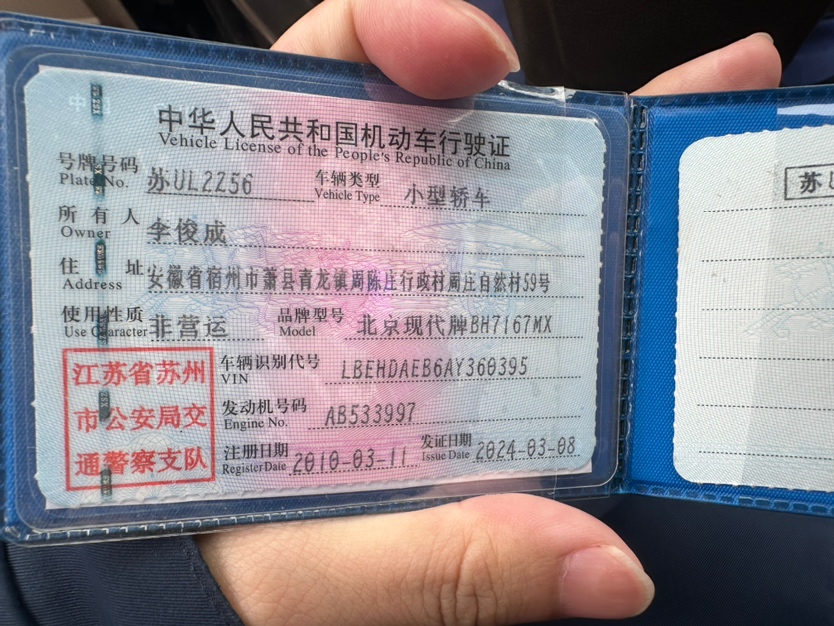 中华人民共和国机动车行驶证
Vehicle License of the People's Republic of China
号牌号码 苏UL2Z56 车辆类型 小型轿车
Plate No. Vehicle Type
所有人 李俊成
Owner
住址 安徽省宿州市萧县青龙镇周陈庄行政村周庄自然村59号
Address
使用性质 非营运 品牌型号 北京现代牌BH7167MX
Use Character Model
江苏省苏州
市公安局交
通警察支队
车辆识别代号 LBEHDAEB6AY360395
VIN
发动机号码 AB533997
Engine No.
注册日期 2010-03-11 发证日期 2024-03-08
Register Date Issue Date
苏U